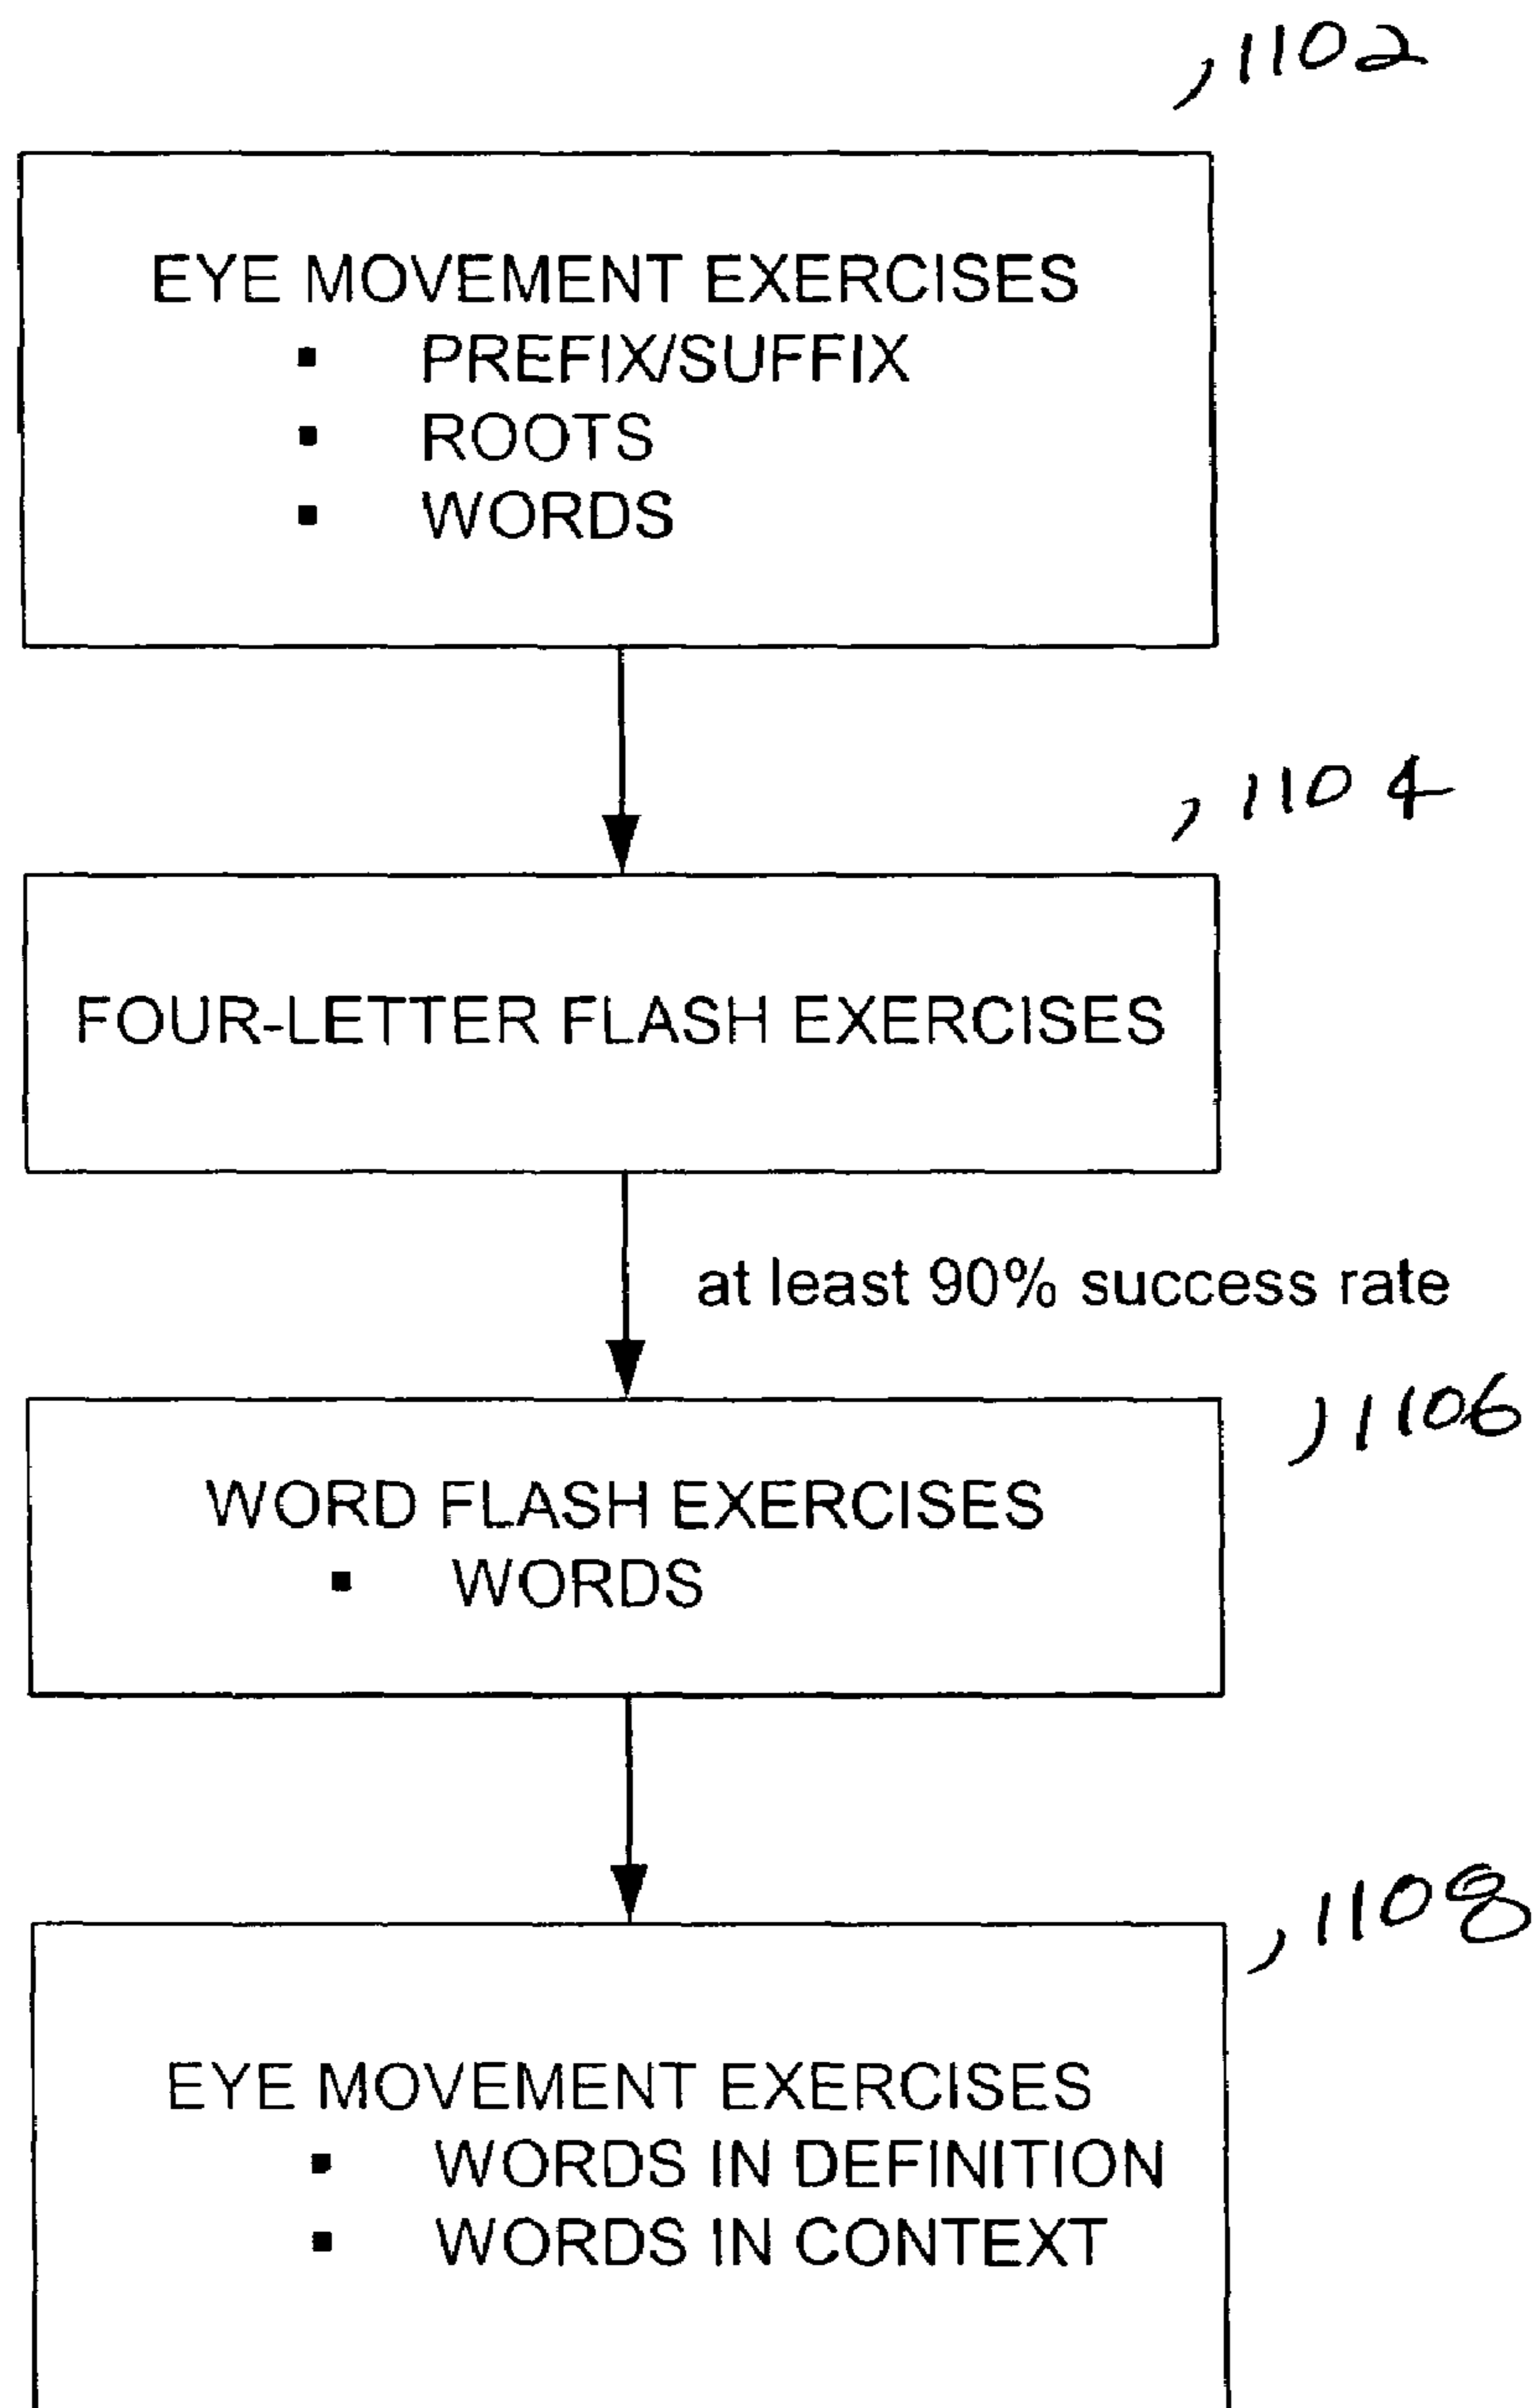 1102
EYE MOVEMENT EXERCISES
▪ PREFIX/SUFFIX
▪ ROOTS
▪ WORDS
1104
FOUR-LETTER FLASH EXERCISES
at least 90% success rate
1106
WORD FLASH EXERCISES
▪ WORDS
1108
EYE MOVEMENT EXERCISES
▪ WORDS IN DEFINITION
▪ WORDS IN CONTEXT